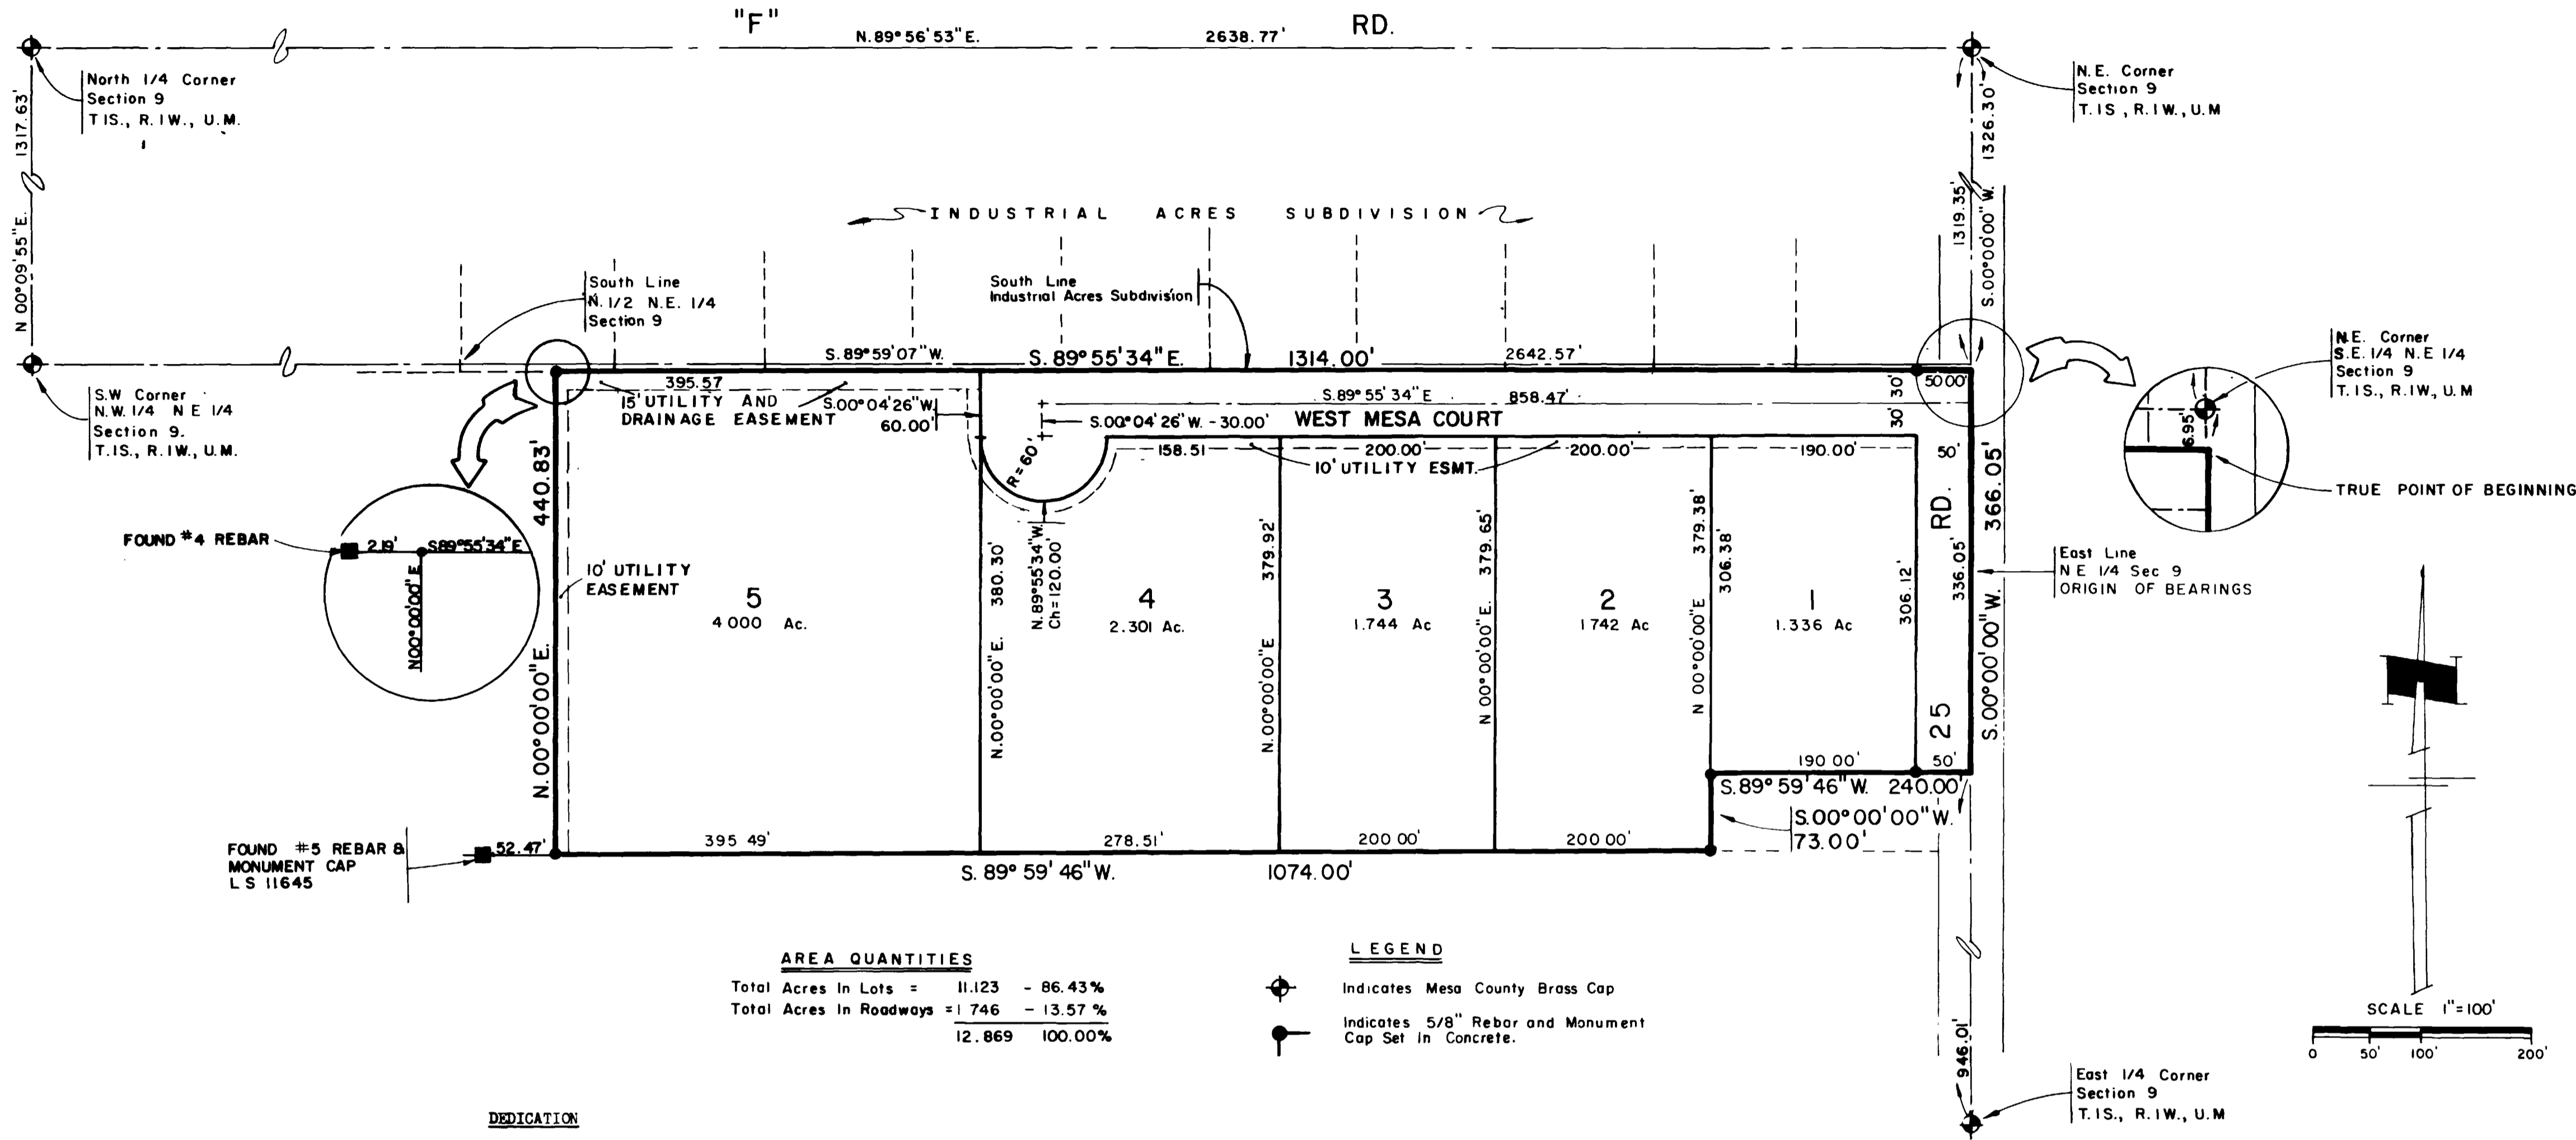 "F" RD.
N.89°56'53"E. 2638.77'
North 1/4 Corner
Section 9
T1S., R.1W., U.M.
N.E. Corner
Section 9
T.1S, R.1W., U.M
N 00°09'55"E. 1317.63'
1326.30'
1319.35'
S.00°00'00"W.
INDUSTRIAL ACRES SUBDIVISION
South Line
N.1/2 N.E. 1/4
Section 9
South Line
Industrial Acres Subdivision
N.E. Corner
S.E. 1/4 N.E 1/4
Section 9
T.1S., R.1W., U.M
S.W Corner
N.W. 1/4 N E 1/4
Section 9.
T.1S., R.1W., U.M.
S.89°59'07"W. 2642.57'
S.89°55'34"E. 1314.00'
395.57
15' UTILITY AND
DRAINAGE EASEMENT
S.00°04'26"W.
60.00'
S.89°55'34"E 858.47'
S.00°04'26"W.-30.00'
WEST MESA COURT
30'
30'
50 00'
158.51
200.00'
200.00'
190.00'
50'
10' UTILITY ESMT.
R=60'
6.95'
TRUE POINT OF BEGINNING
440.83'
N.00°00'00"E.
FOUND #4 REBAR
2.19'
S89°55'34"E
N00°00'00"E
10' UTILITY
EASEMENT
5
4 000 Ac.
N.00°00'00"E. 380.30'
N.89°55'34"W.
Ch=120.00'
4
2.301 Ac.
N.00°00'00"E 379.92'
3
1.744 Ac
N 00°00'00"E. 379.65'
2
1 742 Ac
N 00°00'00"E 379.38'
306.38'
1
1.336 Ac
306.12'
25 RD.
336.05'
366.05'
S.00°00'00"W.
East Line
N E 1/4 Sec 9
ORIGIN OF BEARINGS
190 00'
50'
S.89°59'46"W. 240.00'
S.00°00'00"W.
73.00'
FOUND #5 REBAR &
MONUMENT CAP
L S 11645
52.47'
395 49'
278.51'
200 00'
200.00'
S. 89° 59' 46" W. 1074.00'
AREA QUANTITIES
Total Acres In Lots = 11.123 - 86.43%
Total Acres In Roadways = 1 746 - 13.57 %
12.869 100.00%
LEGEND
Indicates Mesa County Brass Cap
Indicates 5/8" Rebar and Monument
Cap Set In Concrete.
SCALE 1"=100'
0 50' 100' 200'
946.01'
East 1/4 Corner
Section 9
T.1S., R.1W., U.M
DEDICATION